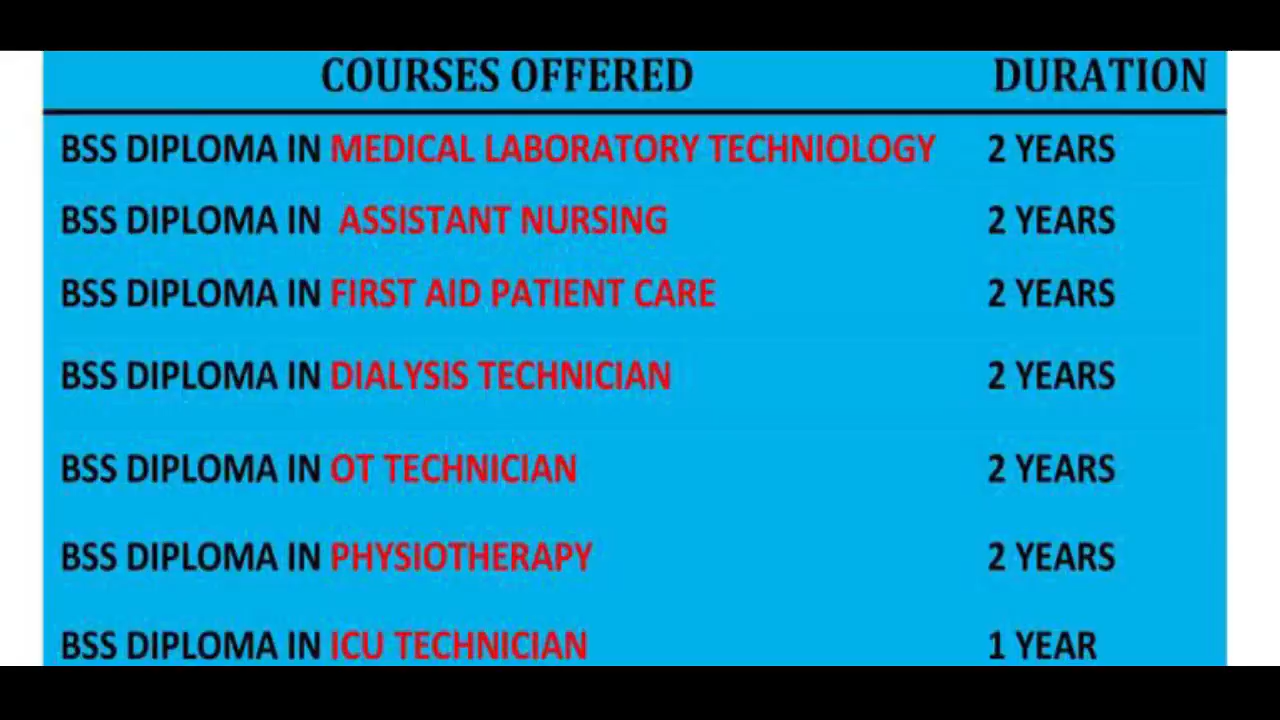 COURSES OFFERED DURATION
BSS DIPLOMA IN MEDICAL LABORATORY TECHNIOLOGY 2 YEARS
BSS DIPLOMA IN ASSISTANT NURSING 2 YEARS
BSS DIPLOMA IN FIRST AID PATIENT CARE 2 YEARS
BSS DIPLOMA IN DIALYSIS TECHNICIAN 2 YEARS
BSS DIPLOMA IN OT TECHNICIAN 2 YEARS
BSS DIPLOMA IN PHYSIOTHERAPY 2 YEARS
BSS DIPLOMA IN ICU TECHNICIAN 1 YEAR